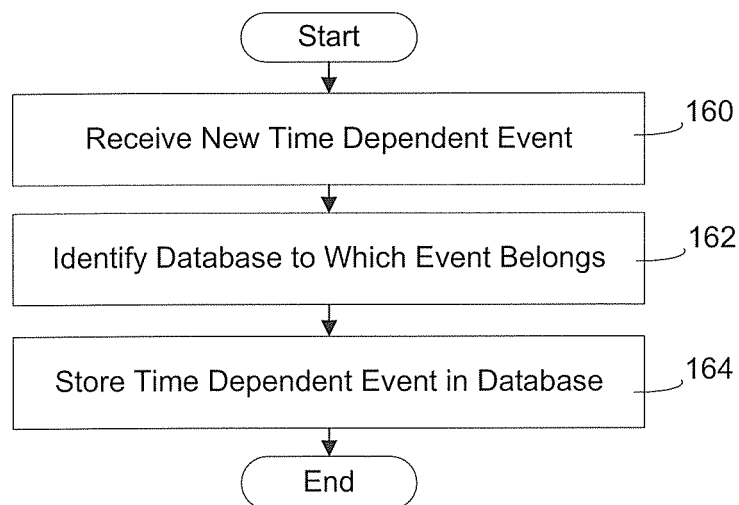 Start
Receive New Time Dependent Event
160
Identify Database to Which Event Belongs
162
Store Time Dependent Event in Database
164
End